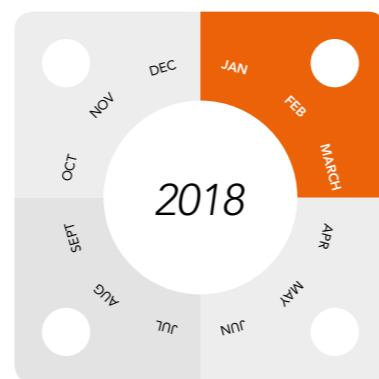 JAN
FEB
MARCH
APR
MAY
JUN
JUL
AUG
SEPT
OCT
NOV
DEC
2018